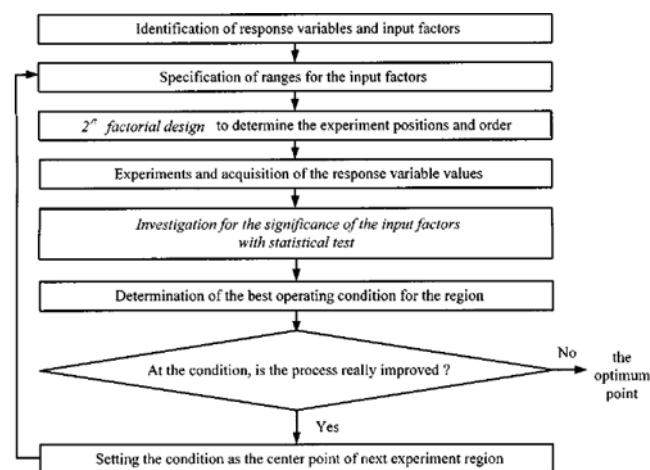 Identification of response variables and input factors
Specification of ranges for the input factors
2ⁿ factorial design to determine the experiment positions and order
Experiments and acquisition of the response variable values
Investigation for the significance of the input factors
with statistical test
Determination of the best operating condition for the region
At the condition, is the process really improved ?
No
the
optimum
point
Yes
Setting the condition as the center point of next experiment region